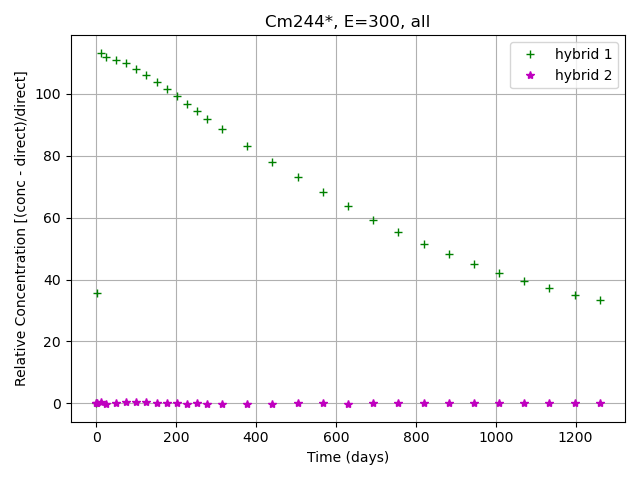 Cm244*, E=300, all
hybrid 1
hybrid 2
Relative Concentration [(conc - direct)/direct]
100
80
60
40
20
0
0 200 400 600 800 1000 1200
Time (days)